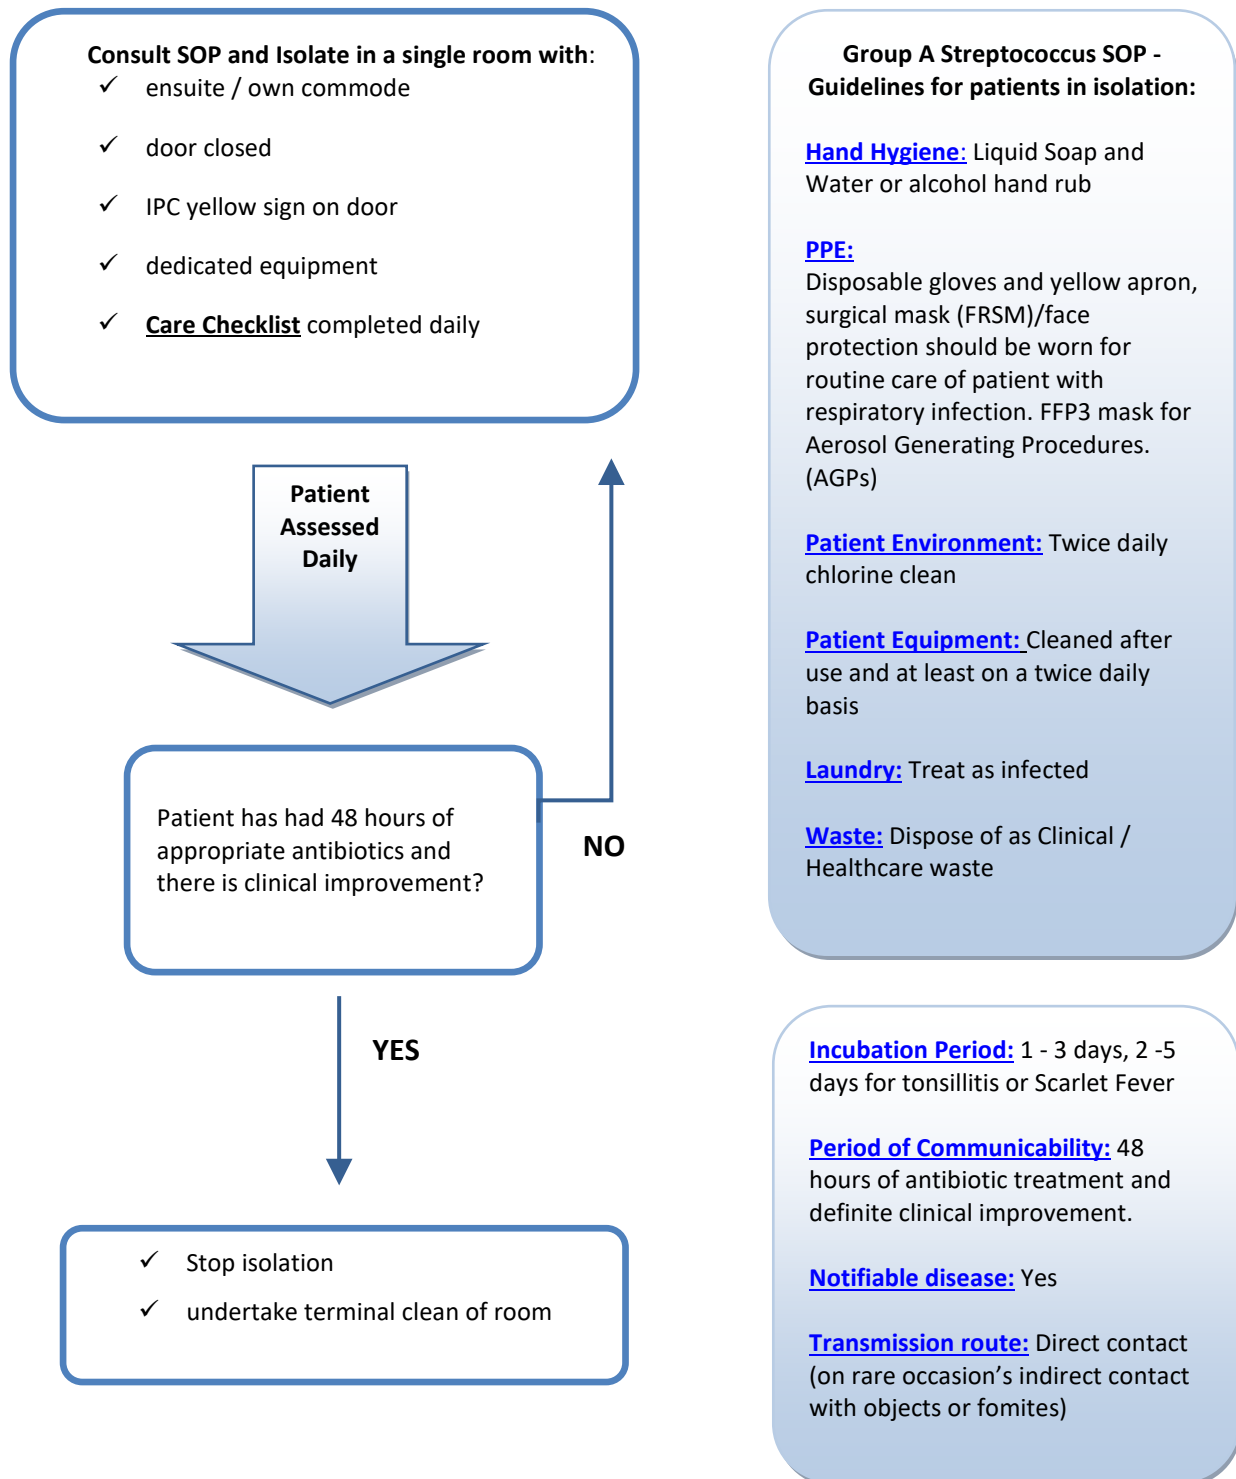 Consult SOP and Isolate in a single room with:
✓ ensuite / own commode
✓ door closed
✓ IPC yellow sign on door
✓ dedicated equipment
✓ Care Checklist completed daily
Patient
Assessed
Daily
Patient has had 48 hours of
appropriate antibiotics and
there is clinical improvement?
NO
YES
✓ Stop isolation
✓ undertake terminal clean of room
Group A Streptococcus SOP -
Guidelines for patients in isolation:
Hand Hygiene: Liquid Soap and
Water or alcohol hand rub
PPE:
Disposable gloves and yellow apron,
surgical mask (FRSM)/face
protection should be worn for
routine care of patient with
respiratory infection. FFP3 mask for
Aerosol Generating Procedures.
(AGPs)
Patient Environment: Twice daily
chlorine clean
Patient Equipment: Cleaned after
use and at least on a twice daily
basis
Laundry: Treat as infected
Waste: Dispose of as Clinical /
Healthcare waste
Incubation Period: 1 - 3 days, 2 -5
days for tonsillitis or Scarlet Fever
Period of Communicability: 48
hours of antibiotic treatment and
definite clinical improvement.
Notifiable disease: Yes
Transmission route: Direct contact
(on rare occasion’s indirect contact
with objects or fomites)